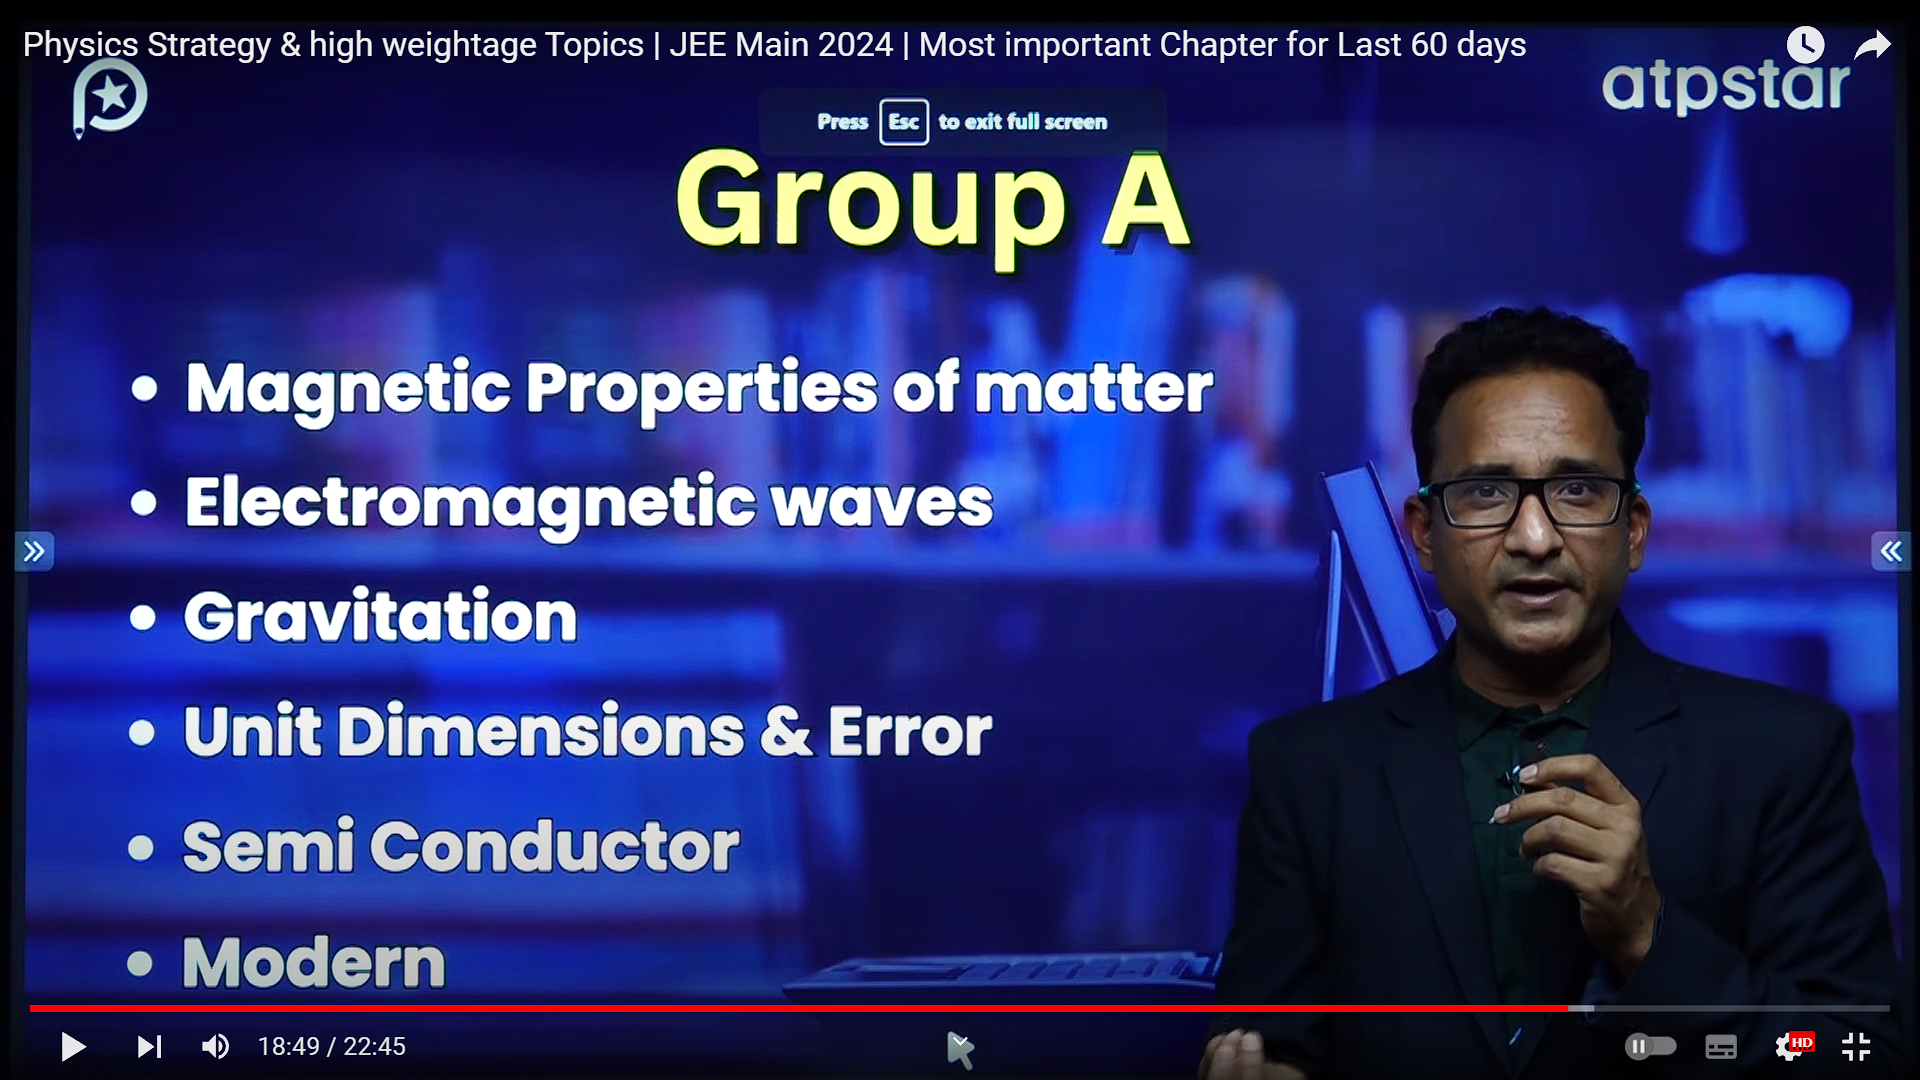 Physics Strategy & high weightage Topics | JEE Main 2024 | Most important Chapter for Last 60 days
atpstar
Press Esc to exit full screen
Group A
• Magnetic Properties of matter
• Electromagnetic waves
• Gravitation
• Unit Dimensions & Error
• Semi Conductor
• Modern
18:49 / 22:45
HD